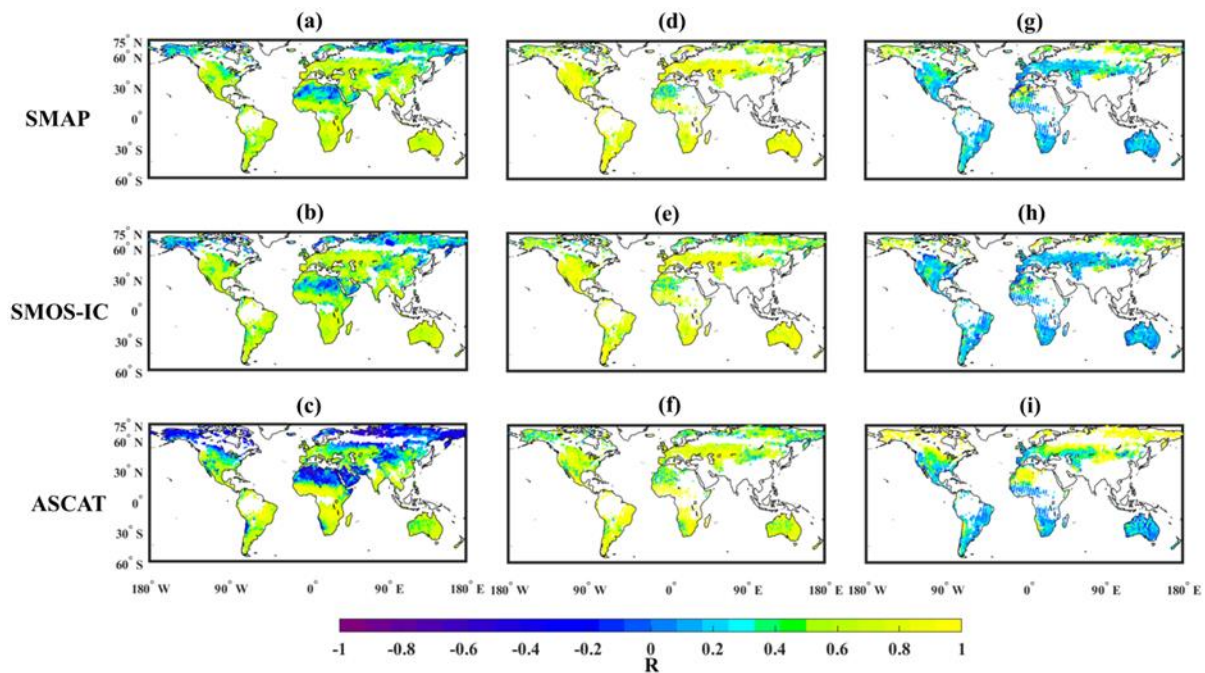 (a) (d) (g)
75° N
60° N
30° N
SMAP
0°
30° S
60° S
(b) (e) (h)
75° N
60° N
30° N
SMOS-IC
0°
30° S
60° S
(c) (f) (i)
75° N
60° N
30° N
ASCAT
0°
30° S
60° S
180° W 90° W 0° 90° E 180° E 180° W 90° W 0° 90° E 180° E 180° W 90° W 0° 90° E 180° E
-1 -0.8 -0.6 -0.4 -0.2 0 0.2 0.4 0.6 0.8 1
R